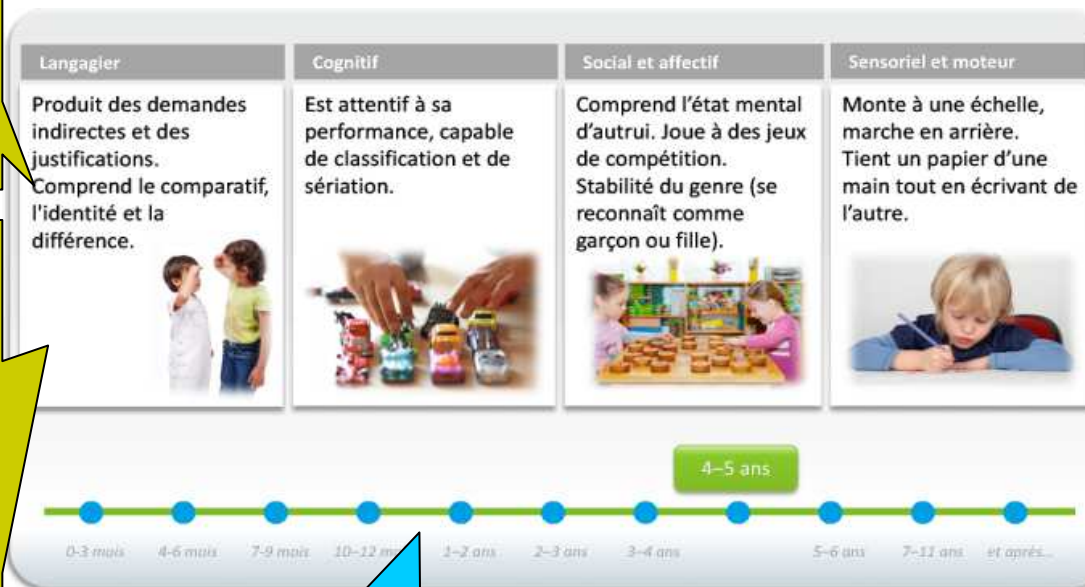 Langagier
Produit des demandes
indirectes et des
justifications.
Comprend le comparatif,
l'identité et la
différence.
Cognitif
Est attentif à sa
performance, capable
de classification et de
sériation.
Social et affectif
Comprend l’état mental
d’autrui. Joue à des jeux
de compétition.
Stabilité du genre (se
reconnaît comme
garçon ou fille).
Sensoriel et moteur
Monte à une échelle,
marche en arrière.
Tient un papier d’une
main tout en écrivant de
l’autre.
4–5 ans
0-3 mois 4-6 mois 7-9 mois 10–12 1–2 ans 2–3 ans 3–4 ans 5–6 ans 7–11 ans et après...